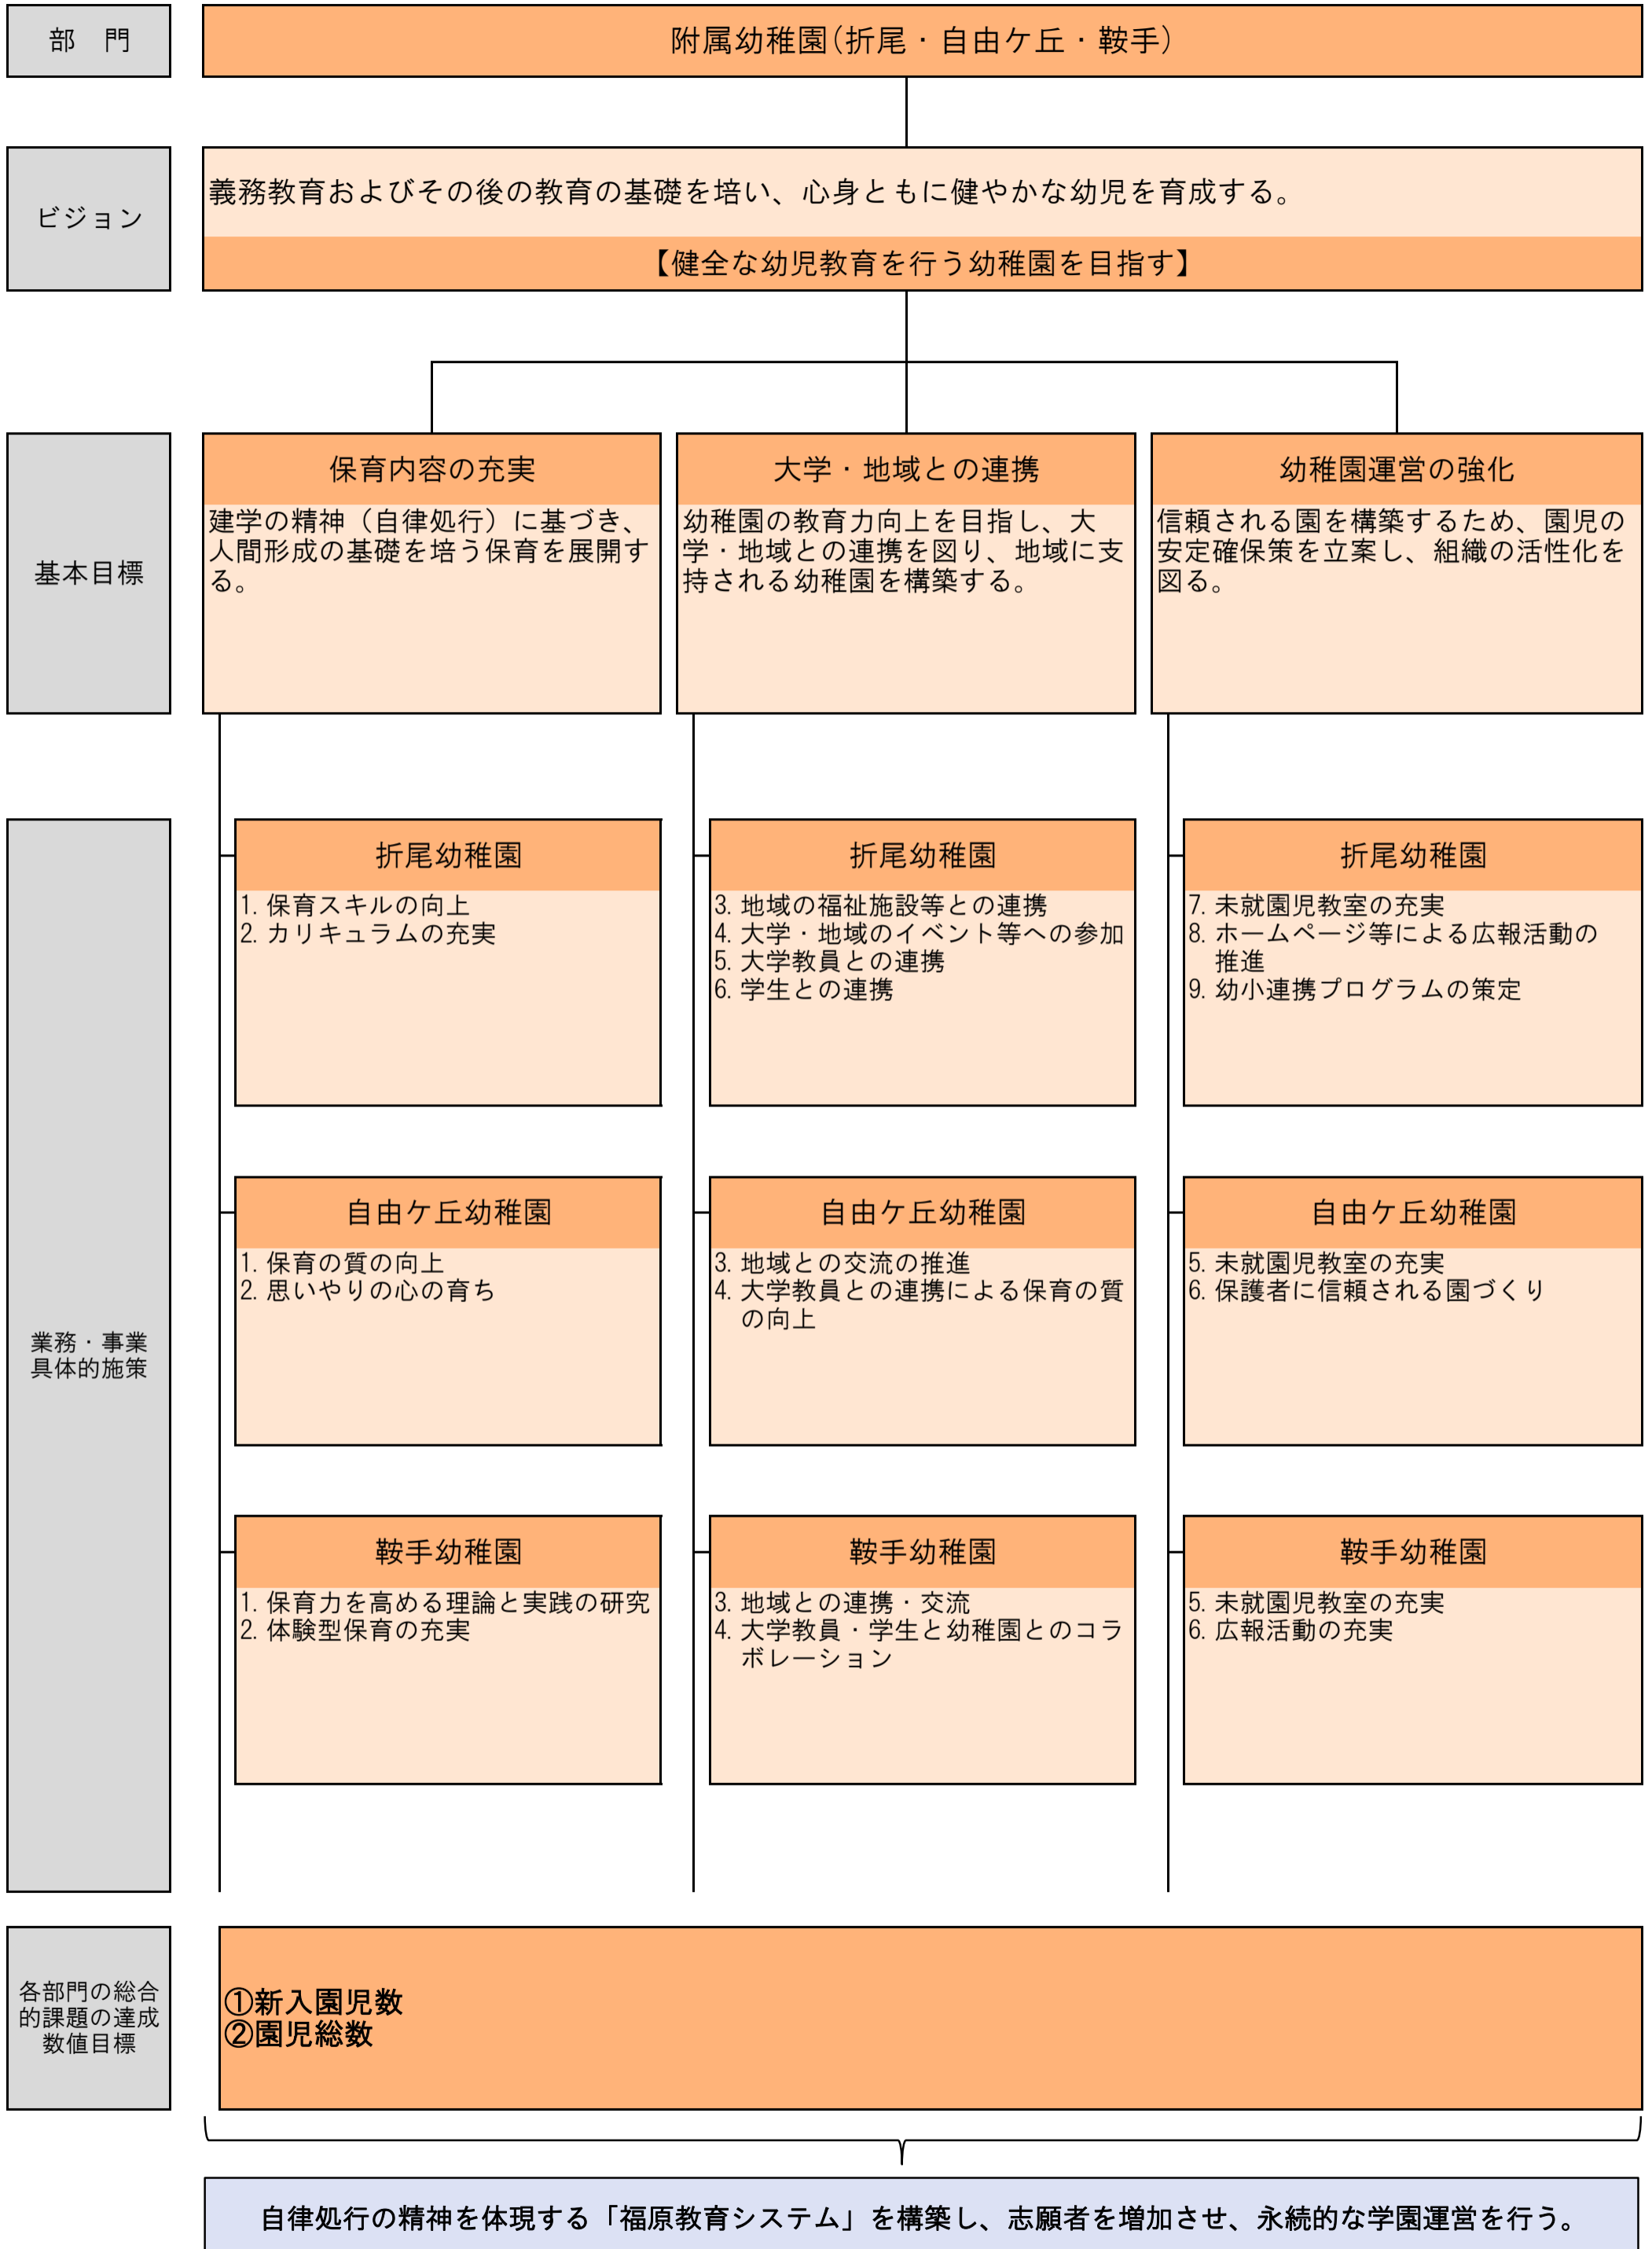 部　門
附属幼稚園(折尾・自由ケ丘・鞍手)
ビジョン
義務教育およびその後の教育の基礎を培い、心身ともに健やかな幼児を育成する。
【健全な幼児教育を行う幼稚園を目指す】
基本目標
保育内容の充実
建学の精神（自律処行）に基づき、
人間形成の基礎を培う保育を展開す
る。
大学・地域との連携
幼稚園の教育力向上を目指し、大
学・地域との連携を図り、地域に支
持される幼稚園を構築する。
幼稚園運営の強化
信頼される園を構築するため、園児の
安定確保策を立案し、組織の活性化を
図る。
業務・事業
具体的施策
折尾幼稚園
1. 保育スキルの向上
2. カリキュラムの充実
折尾幼稚園
3. 地域の福祉施設等との連携
4. 大学・地域のイベント等への参加
5. 大学教員との連携
6. 学生との連携
折尾幼稚園
7. 未就園児教室の充実
8. ホームページ等による広報活動の
推進
9. 幼小連携プログラムの策定
自由ケ丘幼稚園
1. 保育の質の向上
2. 思いやりの心の育ち
自由ケ丘幼稚園
3. 地域との交流の推進
4. 大学教員との連携による保育の質
の向上
自由ケ丘幼稚園
5. 未就園児教室の充実
6. 保護者に信頼される園づくり
鞍手幼稚園
1. 保育力を高める理論と実践の研究
2. 体験型保育の充実
鞍手幼稚園
3. 地域との連携・交流
4. 大学教員・学生と幼稚園とのコラ
ボレーション
鞍手幼稚園
5. 未就園児教室の充実
6. 広報活動の充実
各部門の総合
的課題の達成
数値目標
①新入園児数
②園児総数
自律処行の精神を体現する「福原教育システム」を構築し、志願者を増加させ、永続的な学園運営を行う。